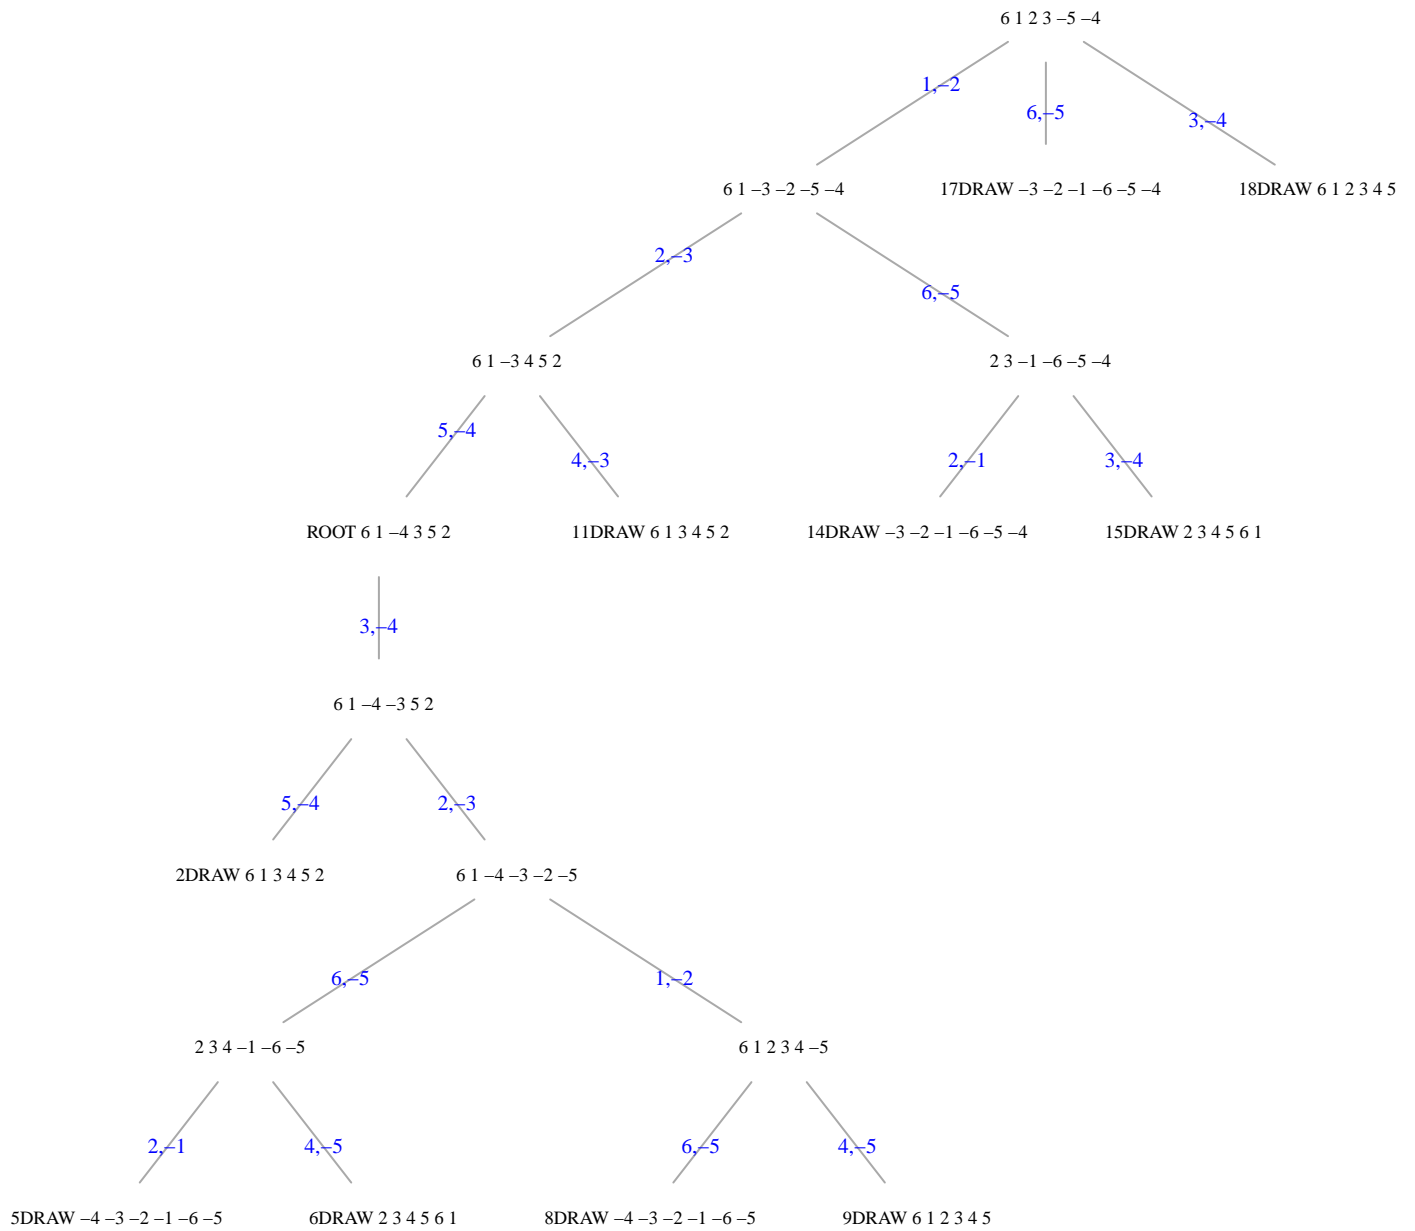 6 1 2 3 –5 –4
1,–2
6,–5
3,–4
6 1 –3 –2 –5 –4
17DRAW –3 –2 –1 –6 –5 –4
18DRAW 6 1 2 3 4 5
2,–3
6,–5
6 1 –3 4 5 2
2 3 –1 –6 –5 –4
5,–4
4,–3
2,–1
3,–4
ROOT 6 1 –4 3 5 2
11DRAW 6 1 3 4 5 2
14DRAW –3 –2 –1 –6 –5 –4
15DRAW 2 3 4 5 6 1
3,–4
6 1 –4 –3 5 2
5,–4
2,–3
2DRAW 6 1 3 4 5 2
6 1 –4 –3 –2 –5
6,–5
1,–2
2 3 4 –1 –6 –5
6 1 2 3 4 –5
2,–1
4,–5
6,–5
4,–5
5DRAW –4 –3 –2 –1 –6 –5
6DRAW 2 3 4 5 6 1
8DRAW –4 –3 –2 –1 –6 –5
9DRAW 6 1 2 3 4 5